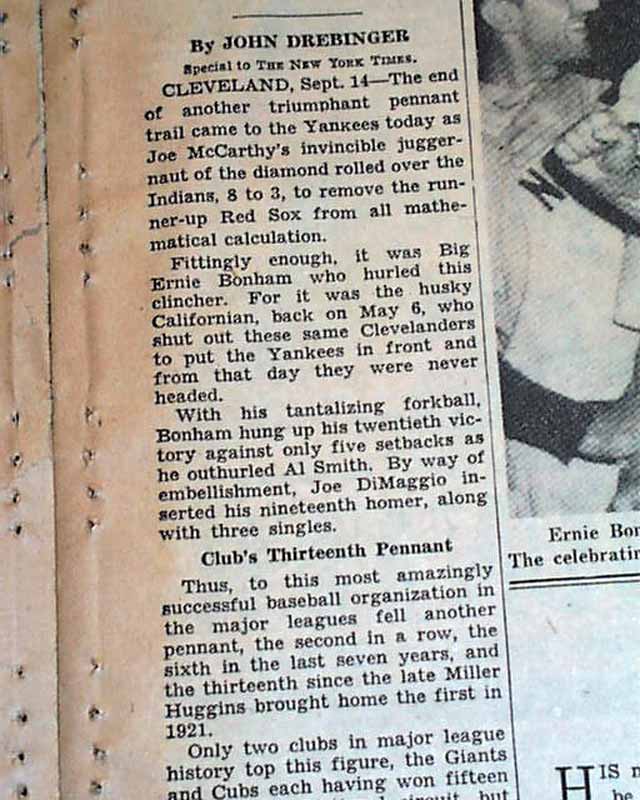 By JOHN DREBINGER
Special to THE NEW YORK TIMES.
CLEVELAND, Sept. 14—The end
of another triumphant pennant
trail came to the Yankees today as
Joe McCarthy's invincible jugger-
naut of the diamond rolled over the
Indians, 8 to 3, to remove the run-
ner-up Red Sox from all mathe-
matical calculation.
Fittingly enough, it was Big
Ernie Bonham who hurled this
clincher. For it was the husky
Californian, back on May 6, who
shut out these same Clevelanders
to put the Yankees in front and
from that day they were never
headed.
With his tantalizing forkball,
Bonham hung up his twentieth vic-
tory against only five setbacks as
he outhurled Al Smith. By way of
embellishment, Joe DiMaggio in-
serted his nineteenth homer, along
with three singles.
Club's Thirteenth Pennant
Thus, to this most amazingly
successful baseball organization in
the major leagues fell another
pennant, the second in a row, the
sixth in the last seven years, and
the thirteenth since the late Miller
Huggins brought home the first in
1921.
Only two clubs in major league
history top this figure, the Giants
and Cubs each having won fifteen
circuit, but
N
Ernie Bon
The celebratin
HIS
be